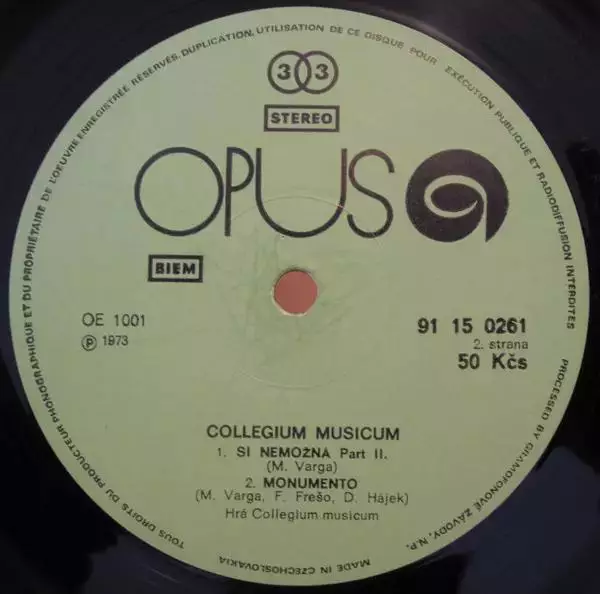 TOUS DROITS DU PRODUCTEUR PHONOGRAPHIQUE ET DU PROPRIÉTAIRE DE L'OEUVRE ENREGISTRÉE RÉSERVÉS. DUPLICATION, UTILISATION DE CE DISQUE POUR EXÉCUTION PUBLIQUE ET RADIODIFFUSION INTERDITES
33
STEREO
OPUS
BIEM
OE 1001
Ⓟ 1973
91 15 0261
2. strana
50 Kčs
COLLEGIUM MUSICUM
1. SI NEMOŽNÁ Part II.
(M. Varga)
2. MONUMENTO
(M. Varga, F. Frešo, D. Hájek)
Hrá Collegium musicum
MADE IN CZECHOSLOVAKIA
PROCESSED BY GRAMOFONOVÉ ZÁVODY, N.P.